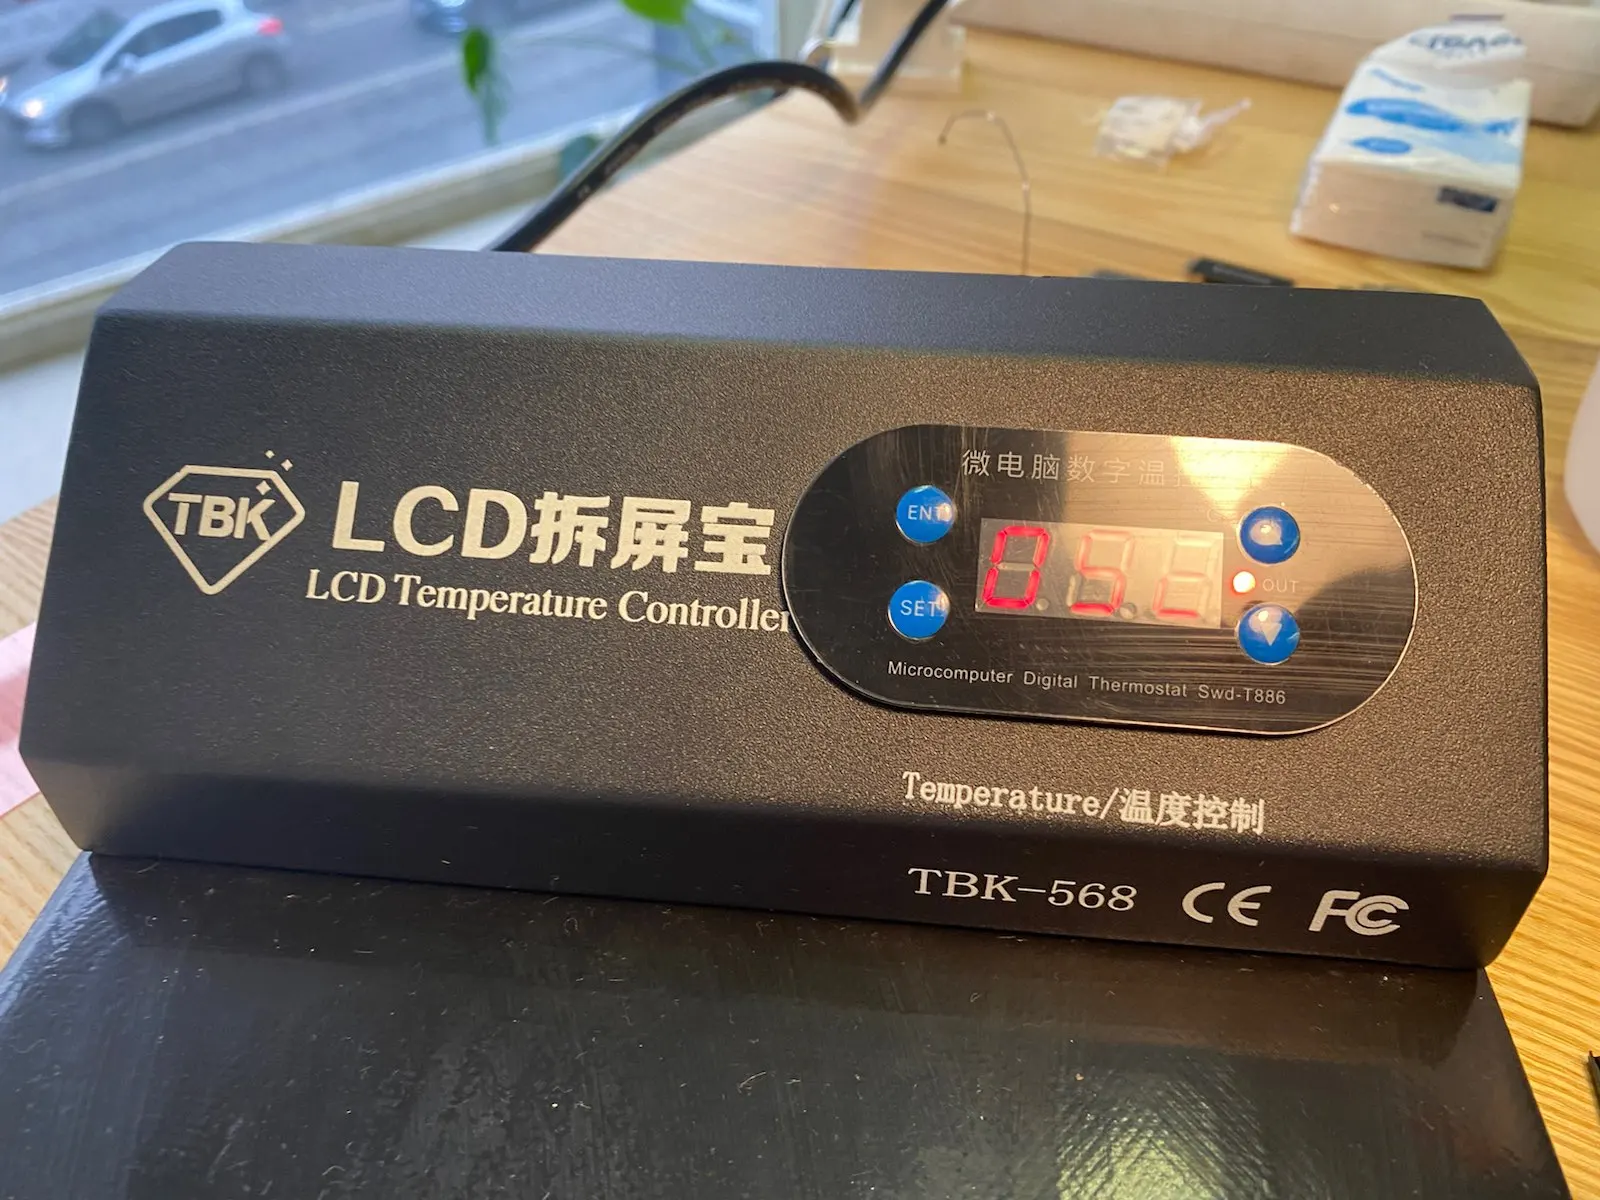 TBK
LCD拆屏宝
LCD Temperature Controller
微电脑数字温
ENT
SET
05c
OUT
Microcomputer Digital Thermostat Swd-T886
Temperature/温度控制
TBK-568 CE FC